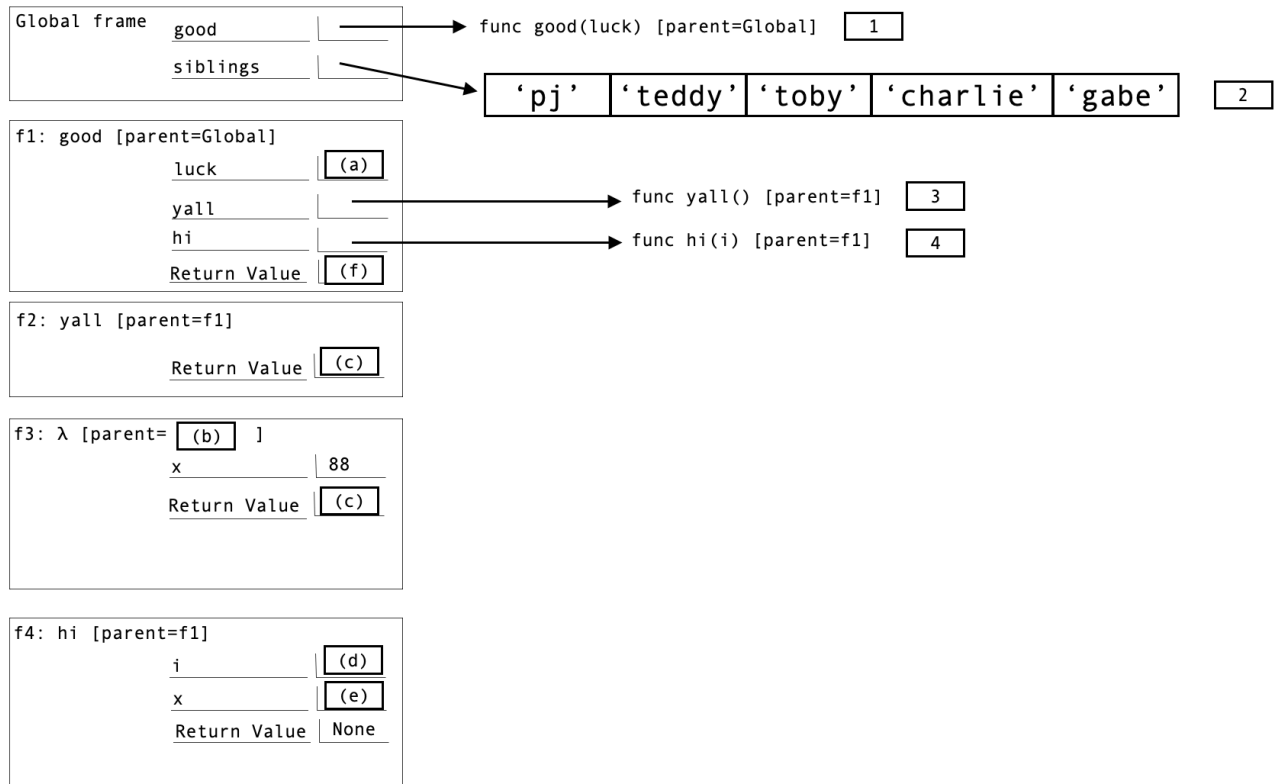 Global frame
good
func good(luck) [parent=Global]
1
siblings
‘pj’ ‘teddy’ ‘toby’ ‘charlie’ ‘gabe’
2
f1: good [parent=Global]
luck (a)
yall
func yall() [parent=f1]
3
hi
func hi(i) [parent=f1]
4
Return Value (f)
f2: yall [parent=f1]
Return Value (c)
f3: λ [parent= (b) ]
x 88
Return Value (c)
f4: hi [parent=f1]
i (d)
x (e)
Return Value None